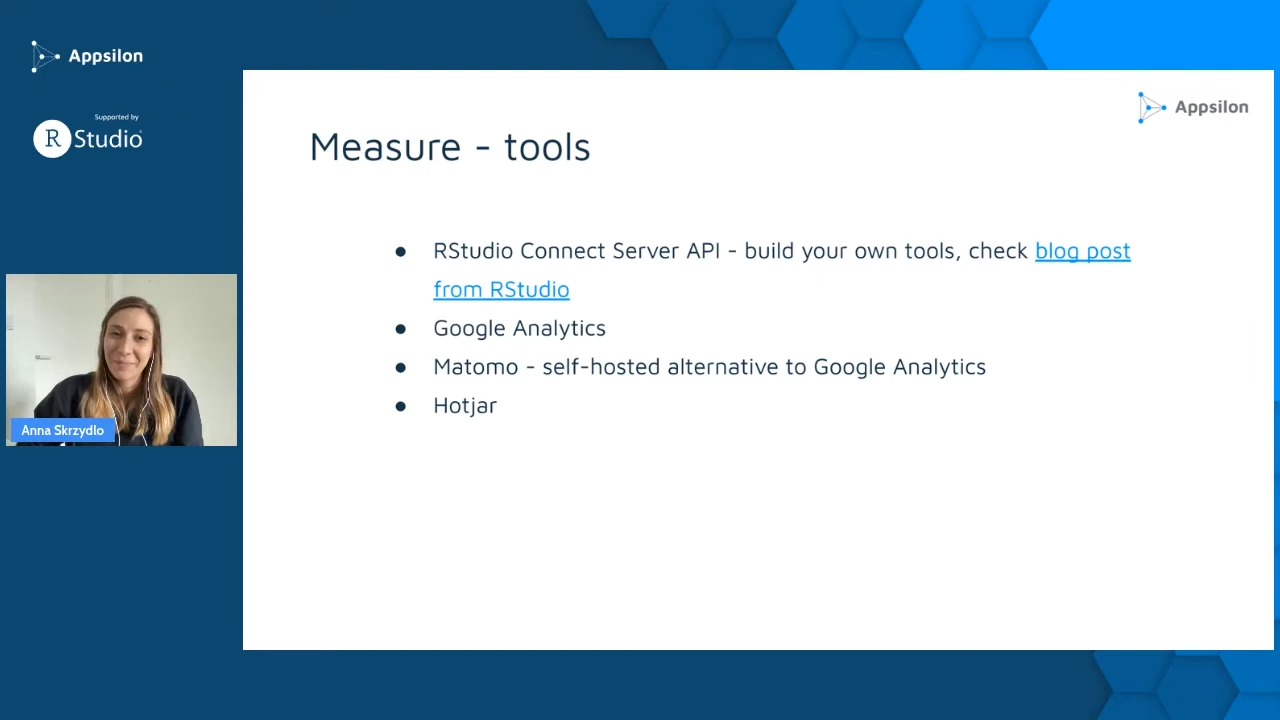 Appsilon
Supported by
R Studio
Appsilon
Measure - tools
● RStudio Connect Server API - build your own tools, check blog post
from RStudio
● Google Analytics
● Matomo - self-hosted alternative to Google Analytics
● Hotjar
Anna Skrzydlo